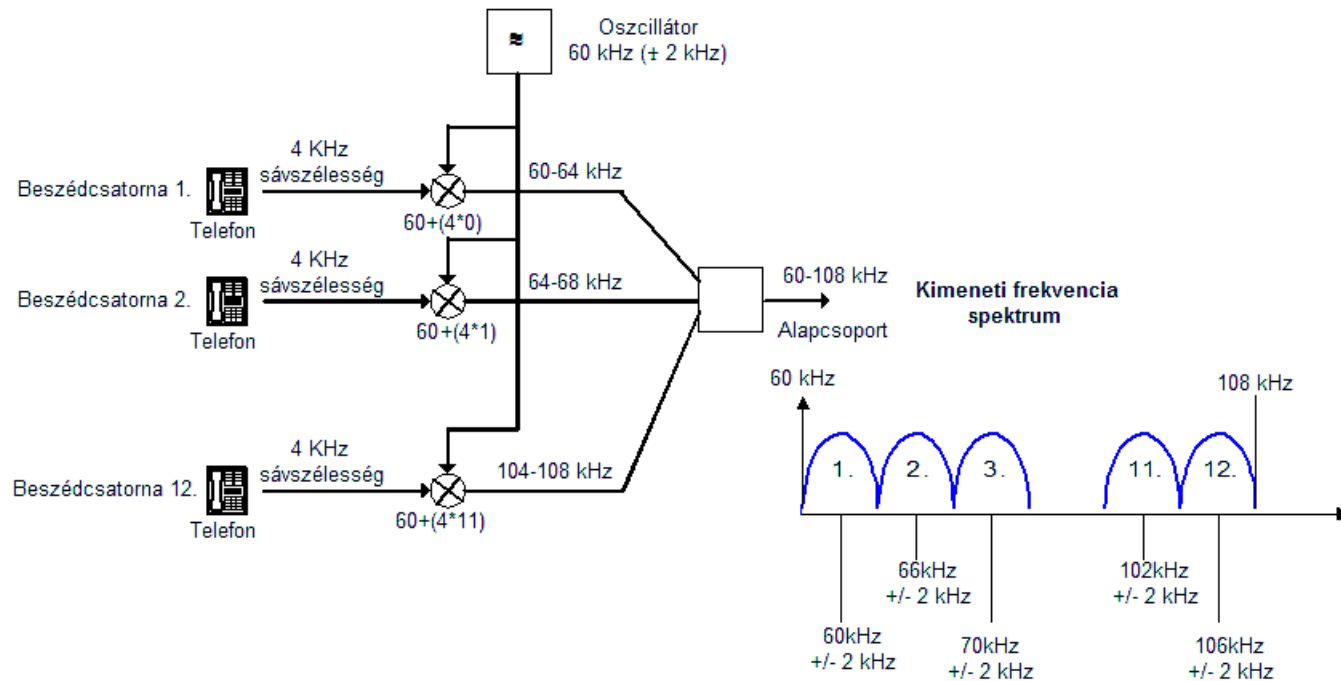 Oszcillátor
60 kHz (+ 2 kHz)
4 KHz
sávszélesség
60-64 kHz
Beszédcsatorna 1.
Telefon
60+(4*0)
4 KHz
sávszélesség
64-68 kHz
Beszédcsatorna 2.
Telefon
60+(4*1)
60-108 kHz
Alapcsoport
Kimeneti frekvencia
spektrum
4 KHz
sávszélesség
104-108 kHz
Beszédcsatorna 12.
Telefon
60+(4*11)
60 kHz
108 kHz
1.
2.
3.
11.
12.
66kHz
+/- 2 kHz
102kHz
+/- 2 kHz
60kHz
+/- 2 kHz
70kHz
+/- 2 kHz
106kHz
+/- 2 kHz